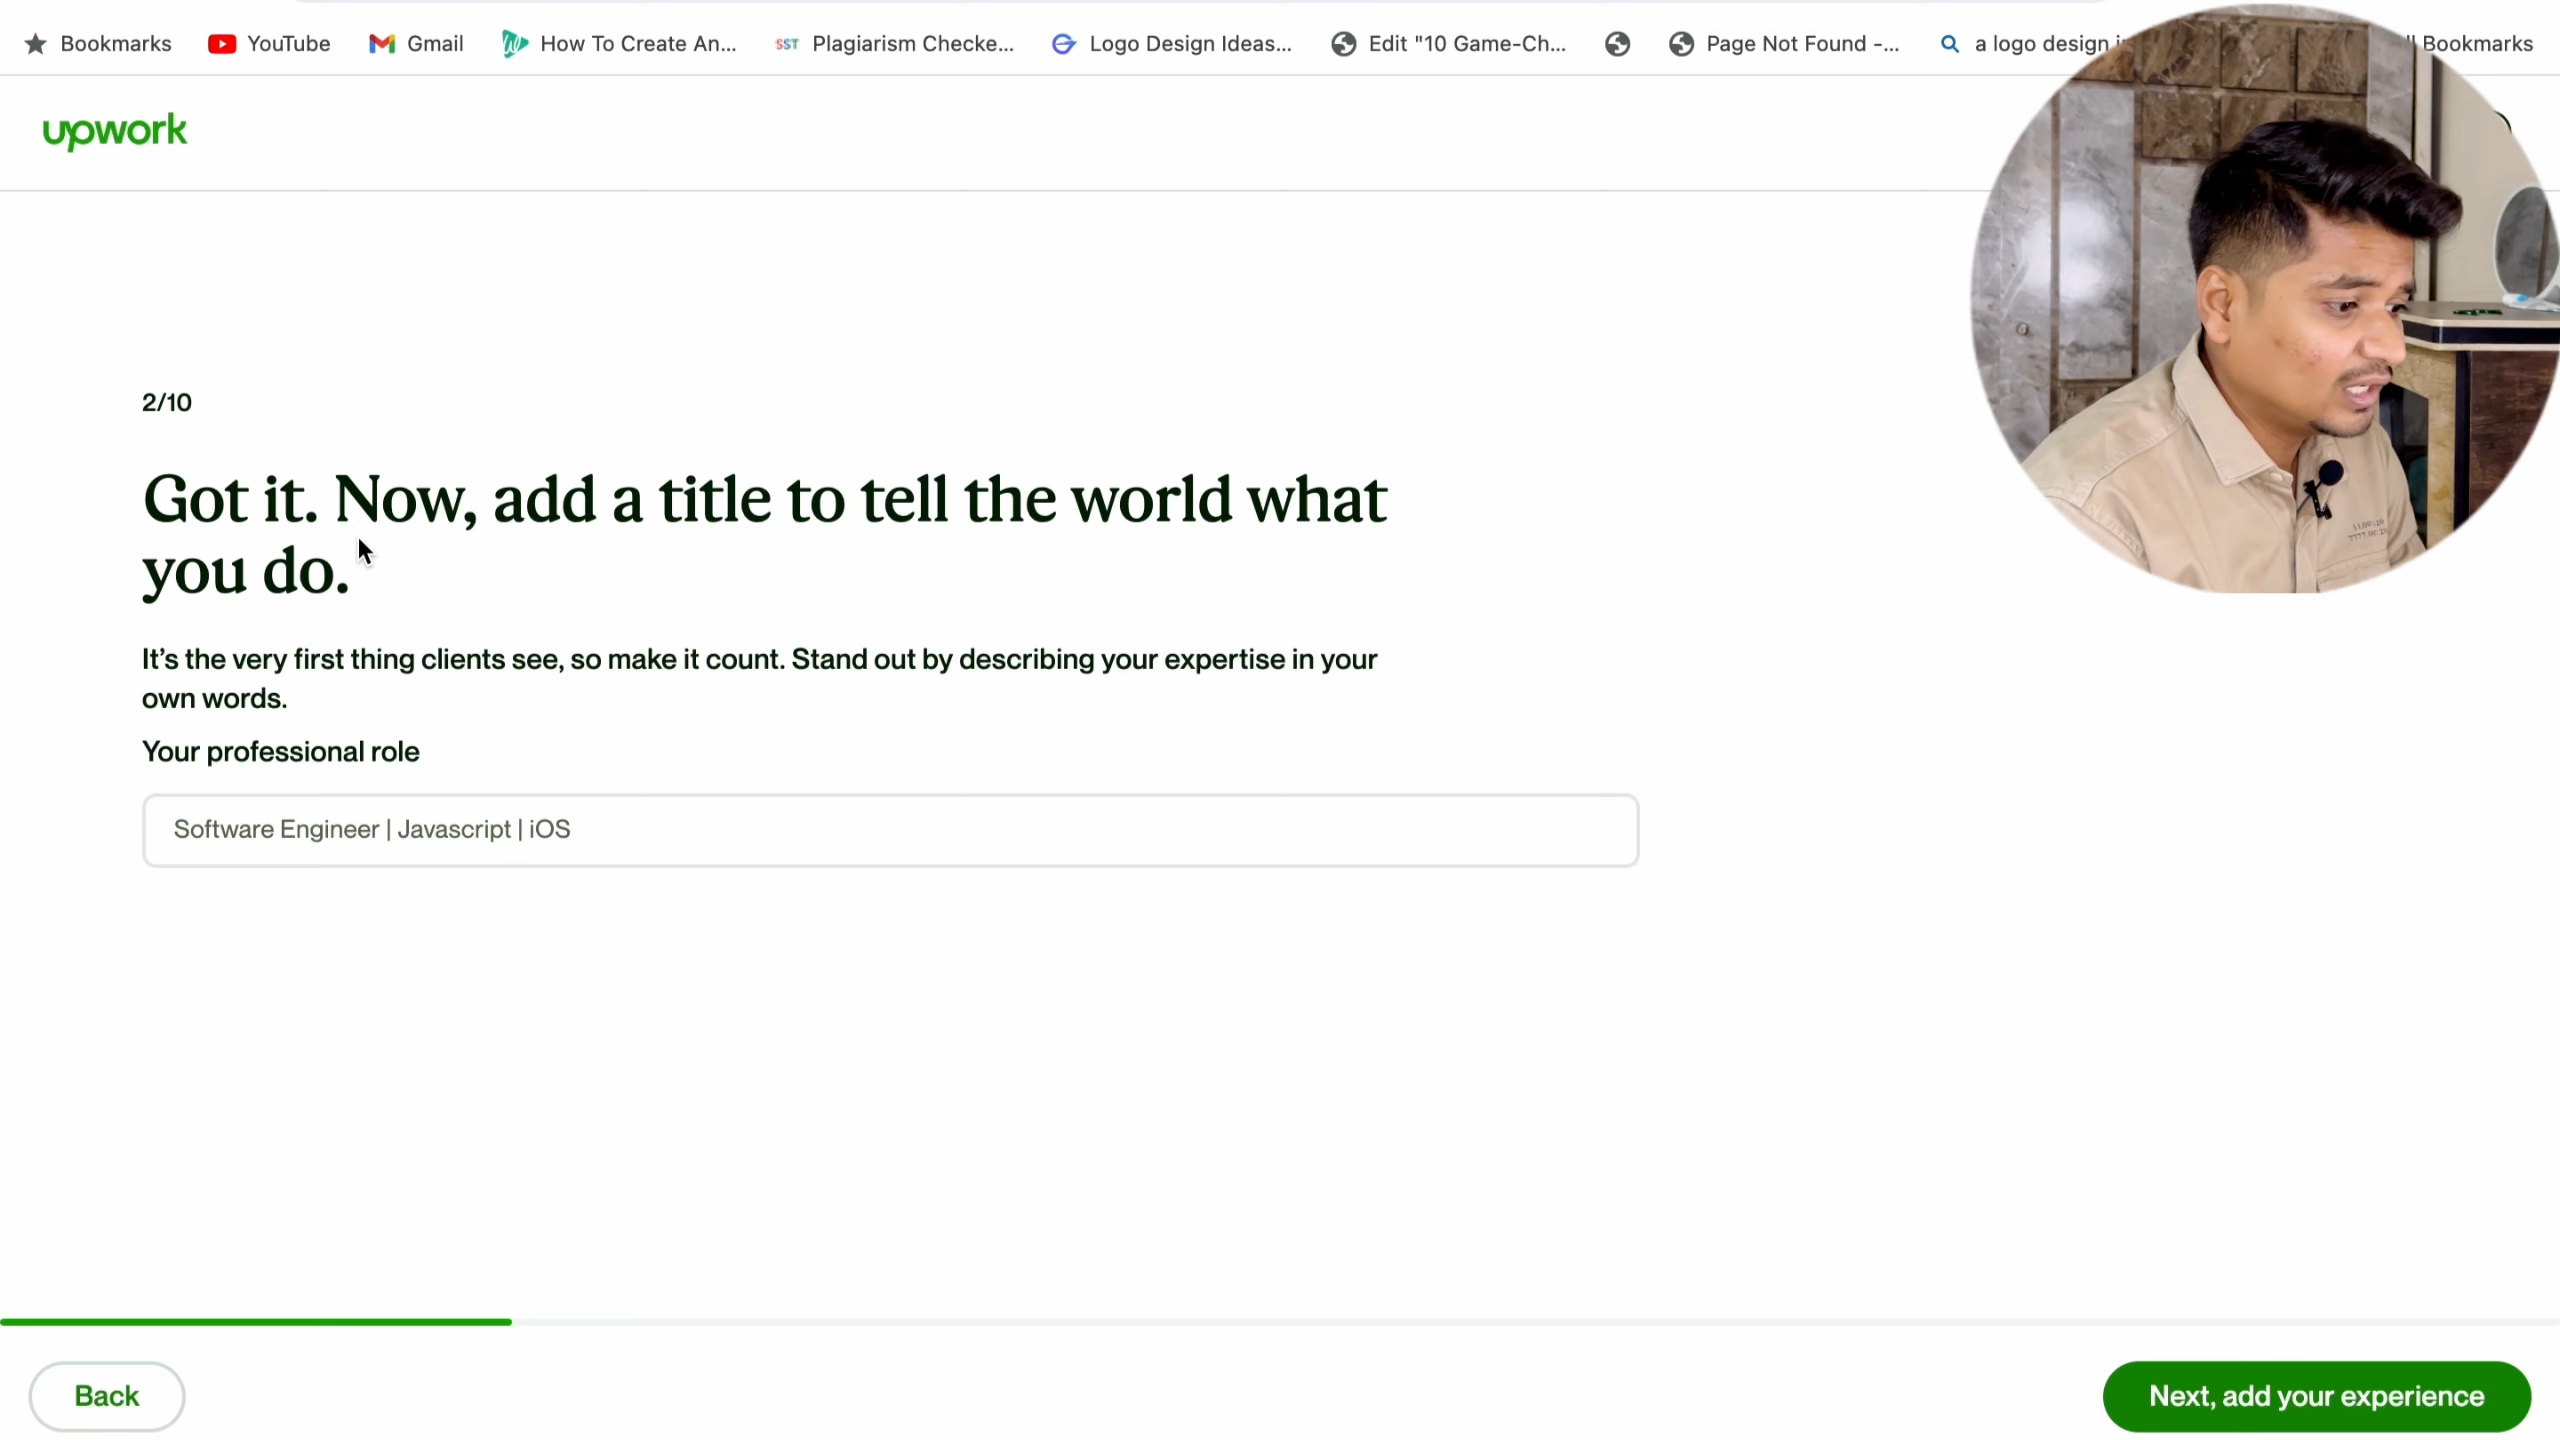 Bookmarks YouTube Gmail How To Create An... SST Plagiarism Checke... Logo Design Ideas... Edit "10 Game-Ch... Page Not Found -... a logo design Bookmarks
upwork
2/10
Got it. Now, add a title to tell the world what
you do.
It's the very first thing clients see, so make it count. Stand out by describing your expertise in your
own words.
Your professional role
Software Engineer | Javascript | iOS
Back
Next, add your experience